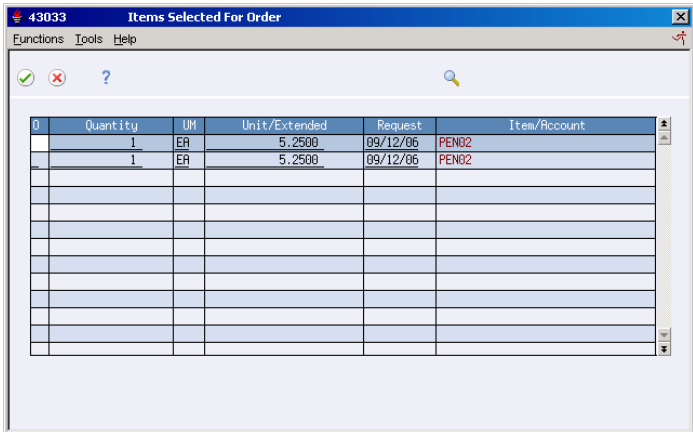 43033 Items Selected For Order
Functions Tools Help
?
O Quantity UM Unit/Extended Request Item/Account
1 EA 5.2500 09/12/06 PEN02
1 EA 5.2500 09/12/06 PEN02